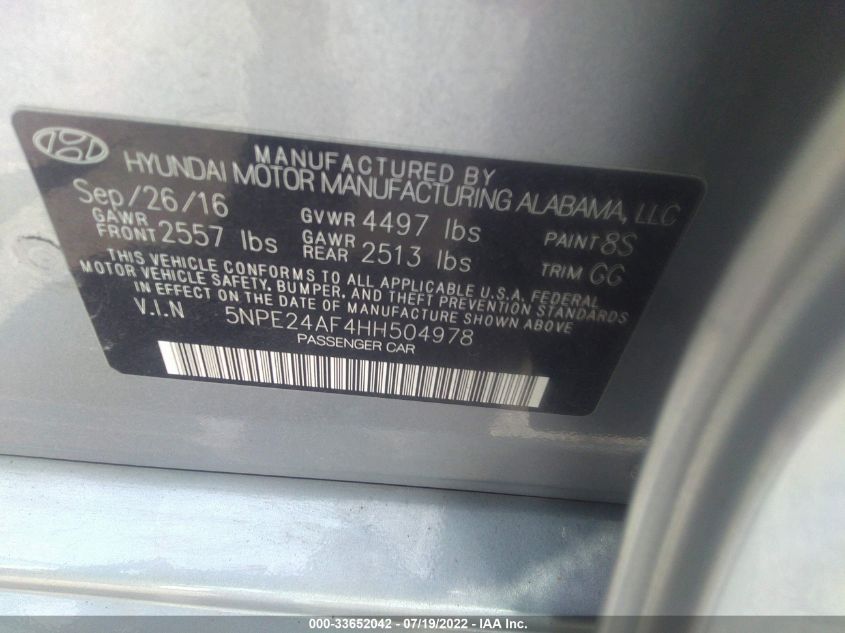 MANUFACTURED BY
HYUNDAI MOTOR MANUFACTURING ALABAMA, LLC
Sep/26/16 GVWR 4497 lbs PAINT 8S
GAWR FRONT 2557 lbs GAWR REAR 2513 lbs TRIM GG
THIS VEHICLE CONFORMS TO ALL APPLICABLE U.S.A. FEDERAL
MOTOR VEHICLE SAFETY, BUMPER, AND THEFT PREVENTION STANDARDS
IN EFFECT ON THE DATE OF MANUFACTURE SHOWN ABOVE
V.I.N 5NPE24AF4HH504978
PASSENGER CAR
000-33652042 - 07/19/2022 - IAA Inc.